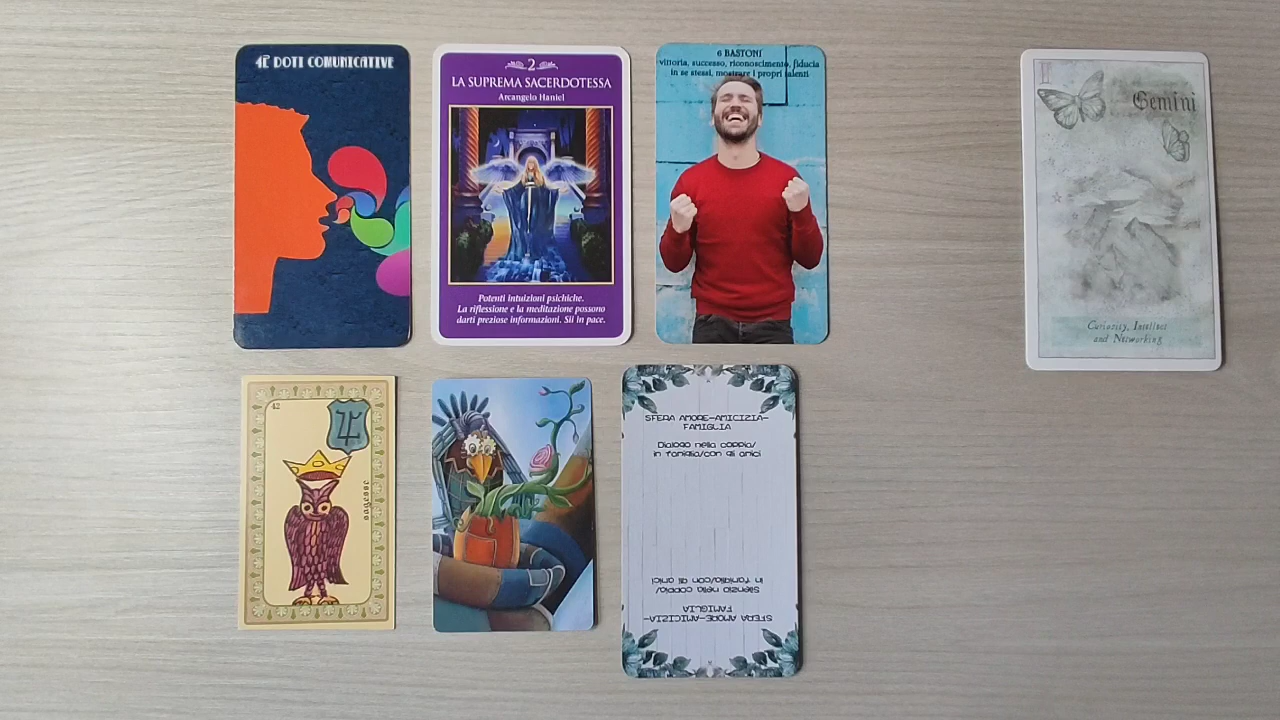 4E DOTI COMUNICATIVE
2
LA SUPREMA SACERDOTESSA
Arcangelo Haniel
Potenti intuizioni psichiche.
La riflessione e la meditazione possono
darti preziose informazioni. Sii in pace.
6 BASTONI
vittoria, successo, riconoscimento, fiducia
in se stessi, mostrare i propri talenti
II
Gemini
Curiosity, Intellect
and Networking
42
SFERA AMORE-AMICIZIA-
FAMIGLIA
Dialogo nella coppia/
in famiglia/con gli amici
SFERA AMORE-AMICIZIA-
FAMIGLIA
Silenzio nella coppia/
in famiglia/con gli amici